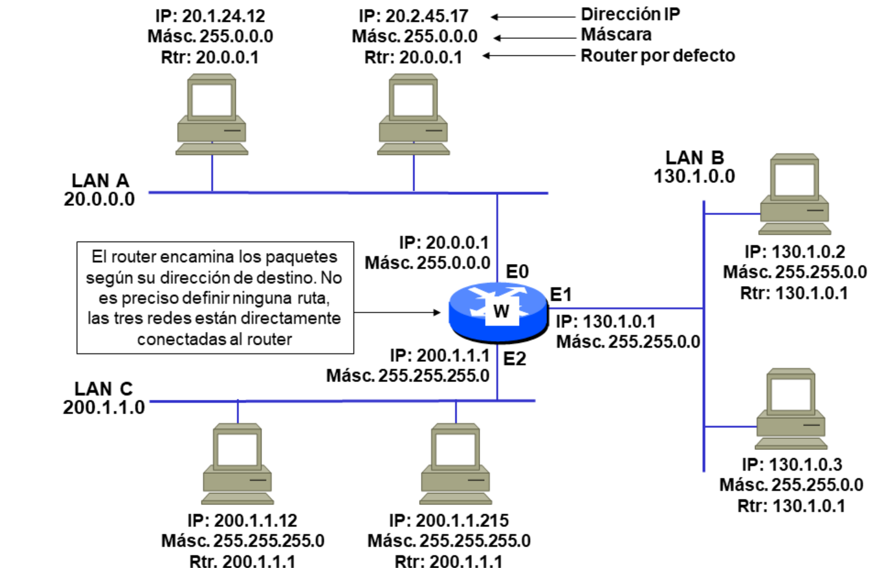 IP: 20.1.24.12
Másc. 255.0.0.0
Rtr: 20.0.0.1
IP: 20.2.45.17
Másc. 255.0.0.0
Rtr: 20.0.0.1
Dirección IP
Máscara
Router por defecto
LAN A
20.0.0.0
LAN B
130.1.0.0
IP: 130.1.0.2
Másc. 255.255.0.0
Rtr: 130.1.0.1
IP: 20.0.0.1
Másc. 255.0.0.0
E0
El router encamina los paquetes
según su dirección de destino. No
es preciso definir ninguna ruta,
las tres redes están directamente
conectadas al router
W
E1
IP: 130.1.0.1
Másc. 255.255.0.0
IP: 200.1.1.1
Másc. 255.255.255.0
E2
LAN C
200.1.1.0
IP: 130.1.0.3
Másc. 255.255.0.0
Rtr: 130.1.0.1
IP: 200.1.1.12
Másc. 255.255.255.0
Rtr. 200.1.1.1
IP: 200.1.1.215
Másc. 255.255.255.0
Rtr: 200.1.1.1